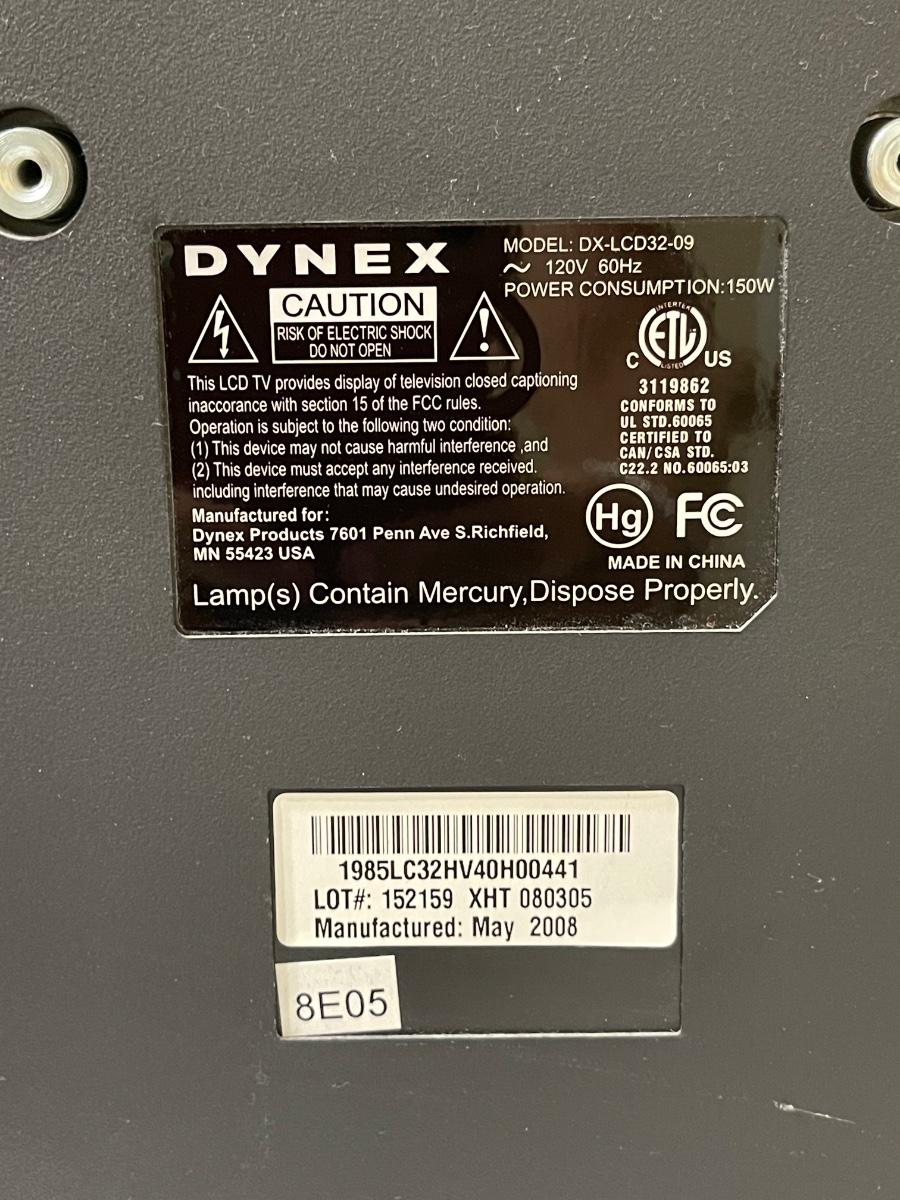 DYNEX
MODEL: DX-LCD32-09
~ 120V 60Hz
POWER CONSUMPTION:150W
CAUTION
RISK OF ELECTRIC SHOCK
DO NOT OPEN
!
INTERTEK
ETL
LISTED
C US
3119862
CONFORMS TO
UL STD.60065
CERTIFIED TO
CAN/CSA STD.
C22.2 NO.60065:03
This LCD TV provides display of television closed captioning
inaccorance with section 15 of the FCC rules.
Operation is subject to the following two condition:
(1) This device may not cause harmful interference ,and
(2) This device must accept any interference received.
including interference that may cause undesired operation.
Manufactured for:
Dynex Products 7601 Penn Ave S.Richfield,
MN 55423 USA
Hg FC
MADE IN CHINA
Lamp(s) Contain Mercury,Dispose Properly.
1985LC32HV40H00441
LOT#: 152159 XHT 080305
Manufactured: May 2008
8E05